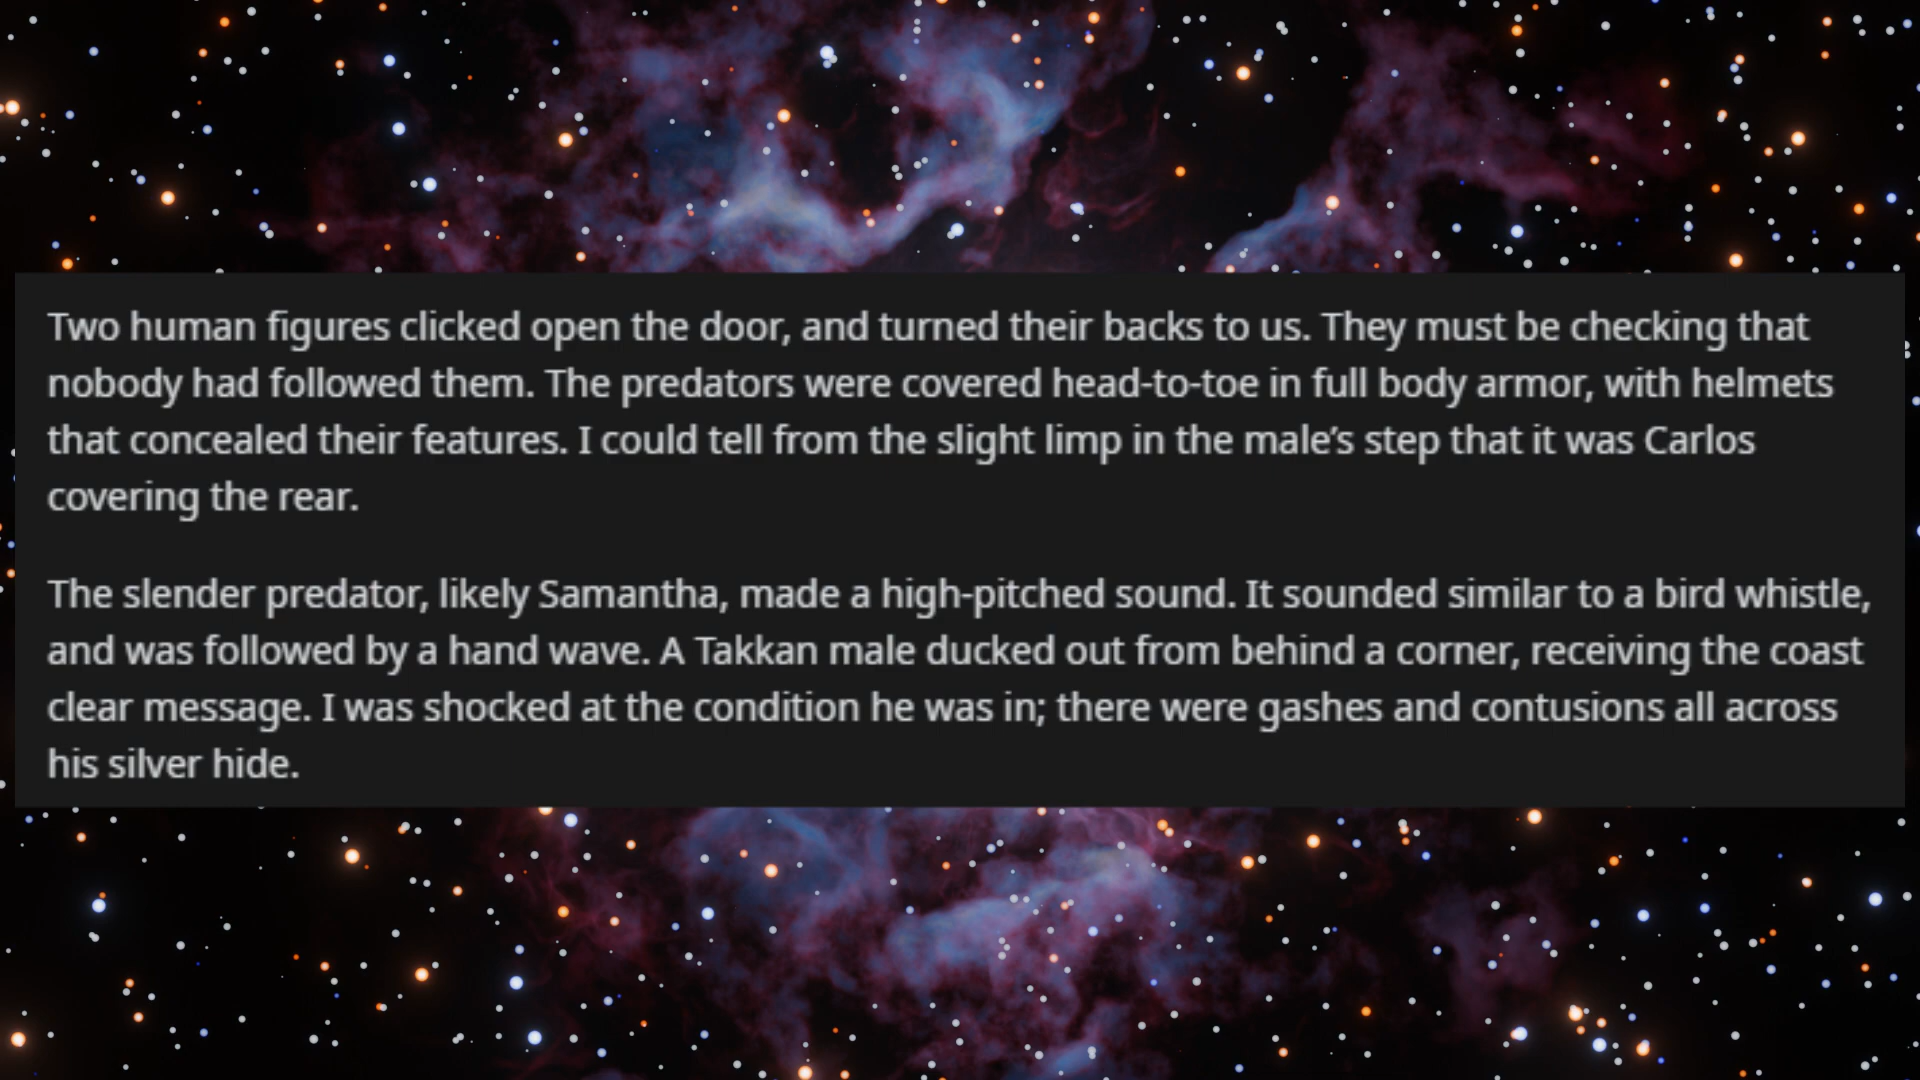 Two human figures clicked open the door, and turned their backs to us. They must be checking that
nobody had followed them. The predators were covered head-to-toe in full body armor, with helmets
that concealed their features. I could tell from the slight limp in the male’s step that it was Carlos
covering the rear.
The slender predator, likely Samantha, made a high-pitched sound. It sounded similar to a bird whistle,
and was followed by a hand wave. A Takkan male ducked out from behind a corner, receiving the coast
clear message. I was shocked at the condition he was in; there were gashes and contusions all across
his silver hide.